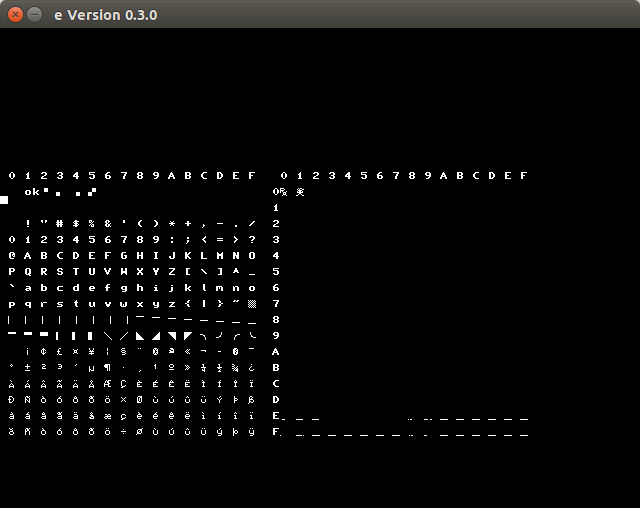 e Version 0.3.0
0 1 2 3 4 5 6 7 8 9 A B C D E F 0 1 2 3 4 5 6 7 8 9 A B C D E F
ok 0
1
! " # $ % & ' ( ) * + , - . / 2
0 1 2 3 4 5 6 7 8 9 : ; < = > ? 3
@ A B C D E F G H I J K L M N O 4
P Q R S T U V W X Y Z [ \ ] ^ _ 5
` a b c d e f g h i j k l m n o 6
p q r s t u v w x y z { | } ~ ▒ 7
8
9
¡ ¢ £ ¤ ¥ ¦ § ¨ © ª « ¬ - ® ¯ A
° ± ² ³ ´ µ ¶ · ¸ ¹ º » ¼ ½ ¾ ¿ B
À Á Â Ã Ä Å Æ Ç È É Ê Ë Ì Í Î Ï C
Ð Ñ Ò Ó Ô Õ Ö × Ø Ù Ú Û Ü Ý Þ ß D
à á â ã ä å æ ç è é ê ë ì í î ï E
ð ñ ò ó ô õ ö ÷ ø ù ú û ü ý þ ÿ F